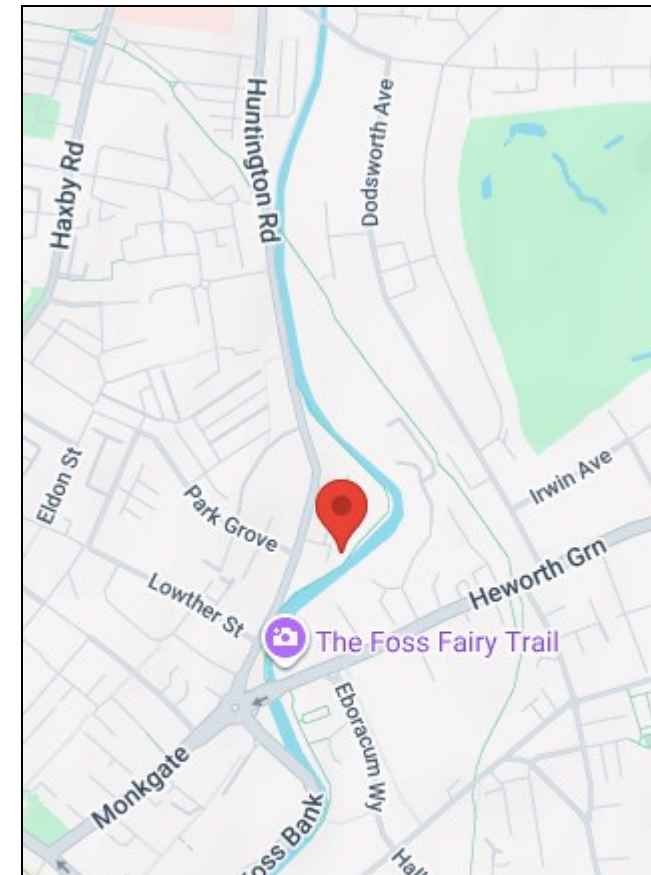 Huntington Rd
Dodsworth Ave
Haxby Rd
Eldon St
Park Grove
Irwin Ave
Lowther St
Heworth Grn
The Foss Fairy Trail
Eboracum Wy
Monkgate
Foss Bank
Hall